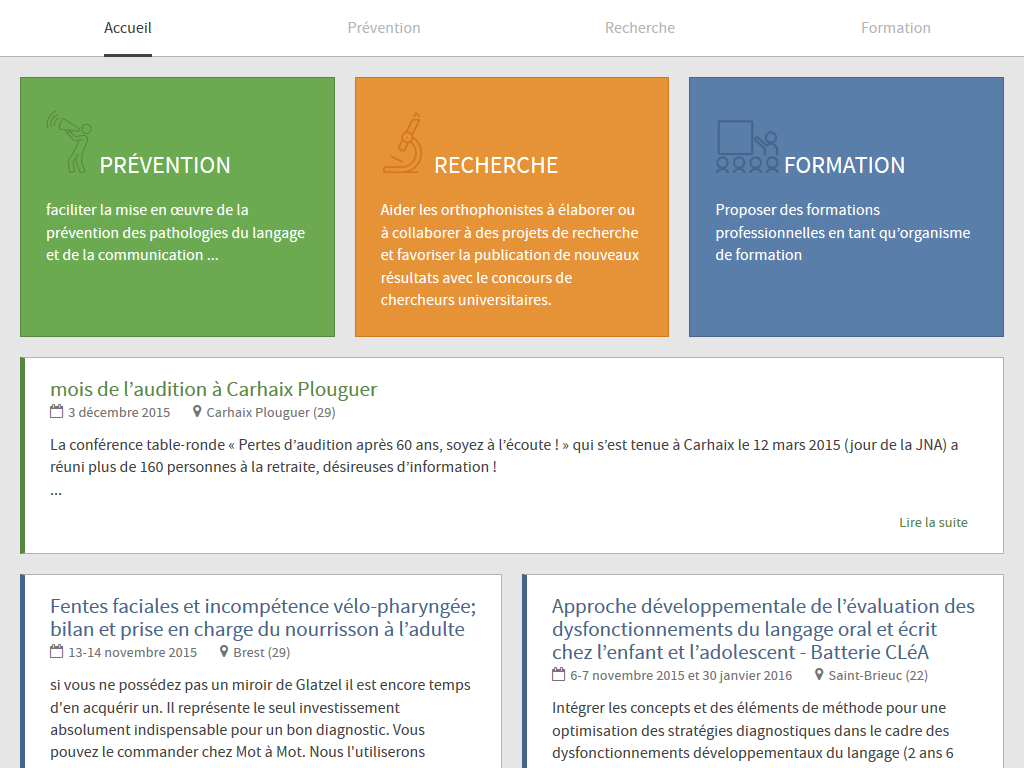 Accueil
Prévention
Recherche
Formation
PRÉVENTION
faciliter la mise en œuvre de la
prévention des pathologies du langage
et de la communication ...
RECHERCHE
Aider les orthophonistes à élaborer ou
à collaborer à des projets de recherche
et favoriser la publication de nouveaux
résultats avec le concours de
chercheurs universitaires.
FORMATION
Proposer des formations
professionnelles en tant qu’organisme
de formation
mois de l’audition à Carhaix Plouguer
3 décembre 2015 Carhaix Plouguer (29)
La conférence table-ronde « Pertes d’audition après 60 ans, soyez à l’écoute ! » qui s’est tenue à Carhaix le 12 mars 2015 (jour de la JNA) a
réuni plus de 160 personnes à la retraite, désireuses d’information !
...
Lire la suite
Fentes faciales et incompétence vélo-pharyngée;
bilan et prise en charge du nourrisson à l’adulte
13-14 novembre 2015 Brest (29)
si vous ne possédez pas un miroir de Glatzel il est encore temps
d'en acquérir un. Il représente le seul investissement
absolument indispensable pour un bon diagnostic. Vous
pouvez le commander chez Mot à Mot. Nous l'utiliserons
Approche développementale de l’évaluation des
dysfonctionnements du langage oral et écrit
chez l’enfant et l’adolescent - Batterie CLéA
6-7 novembre 2015 et 30 janvier 2016 Saint-Brieuc (22)
Intégrer les concepts et des éléments de méthode pour une
optimisation des stratégies diagnostiques dans le cadre des
dysfonctionnements développementaux du langage (2 ans 6